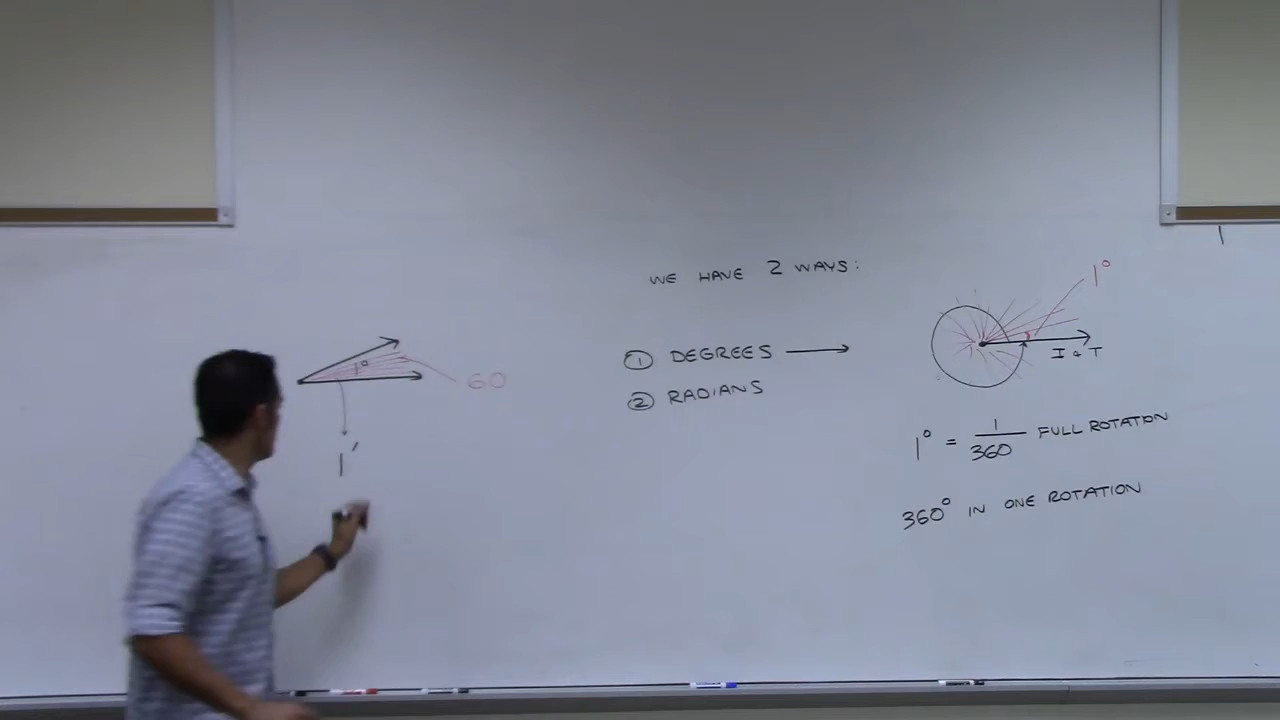 1°
60
1'
WE HAVE 2 WAYS:
① DEGREES
② RADIANS
1°
I & T
1° = 1/360 FULL ROTATION
360° IN ONE ROTATION